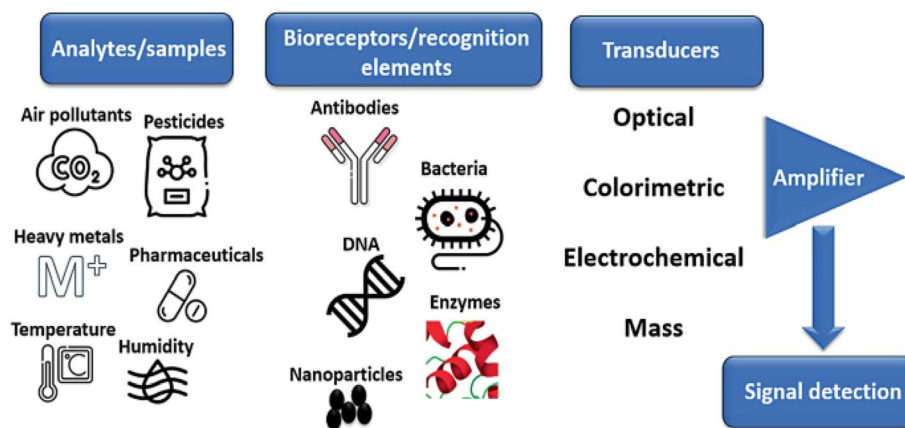 Analytes/samples
Bioreceptors/recognition
elements
Transducers
Air pollutants
CO2
Pesticides
Heavy metals
M+
Pharmaceuticals
Temperature
°C
Humidity
Antibodies
Bacteria
DNA
Enzymes
Nanoparticles
Optical
Colorimetric
Electrochemical
Mass
Amplifier
Signal detection